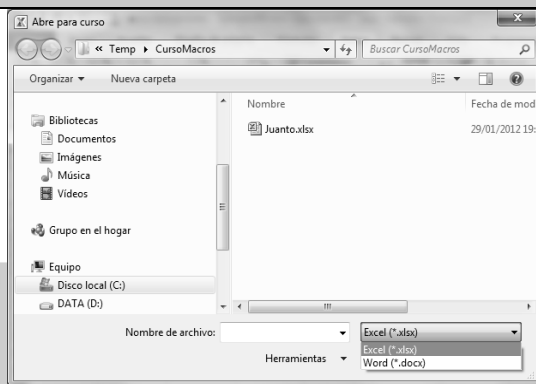 Abre para curso
« Temp ▸ CursoMacros
Buscar CursoMacros
Organizar ▾ Nueva carpeta
Bibliotecas
Documentos
Imágenes
Música
Vídeos
Grupo en el hogar
Equipo
Disco local (C:)
DATA (D:)
Nombre
Fecha de mod
Juanto.xlsx
29/01/2012 19:
Nombre de archivo:
Excel (*.xlsx)
Excel (*.xlsx)
Word (*.docx)
Herramientas ▾